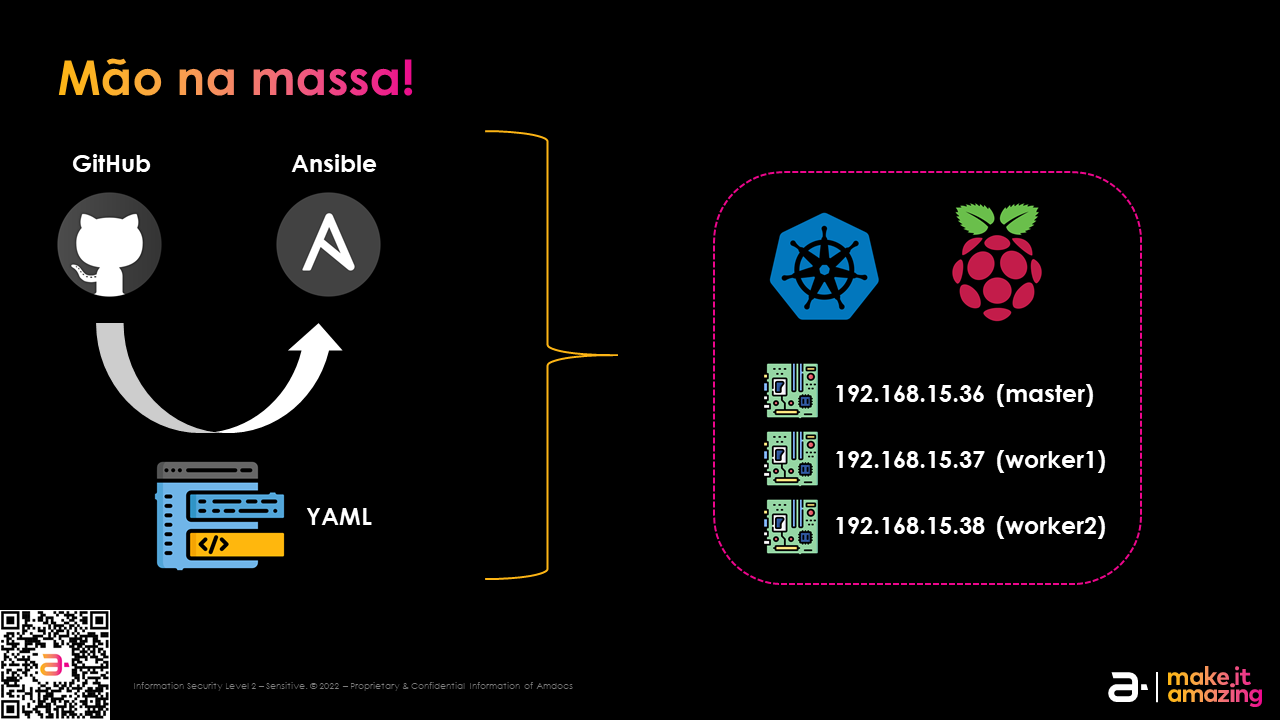 Mão na massa!
GitHub
Ansible
YAML
192.168.15.36 (master)
192.168.15.37 (worker1)
192.168.15.38 (worker2)
Information Security Level 2 – Sensitive. © 2022 – Proprietary & Confidential Information of Amdocs
a.
make it
amazing